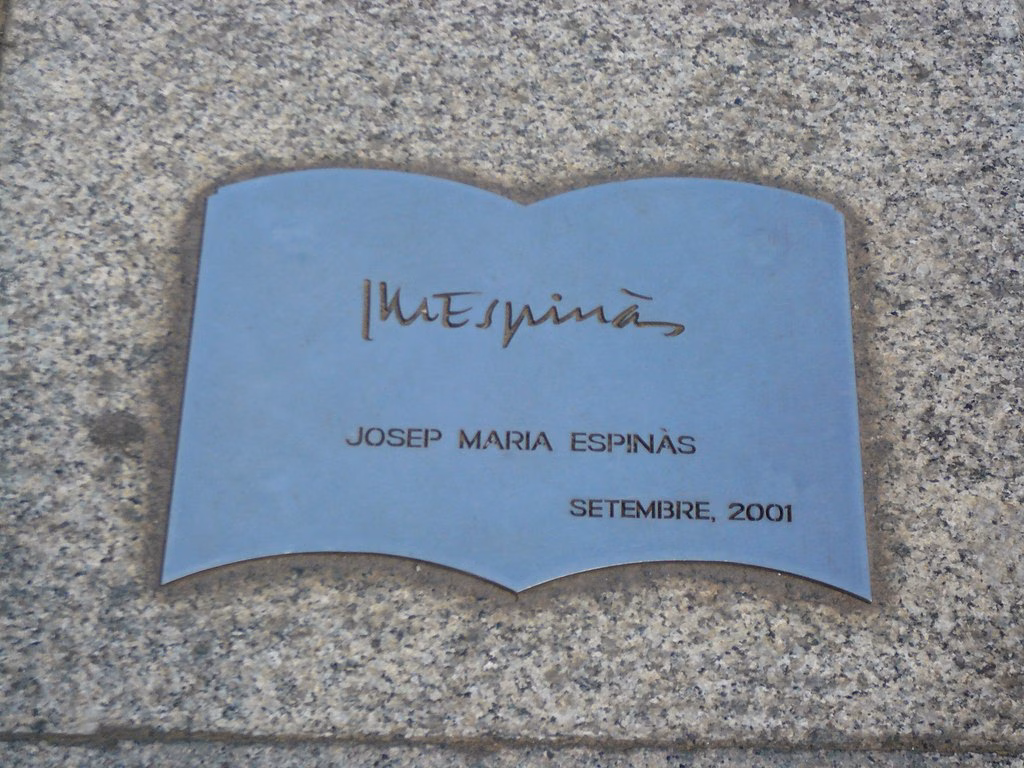 JMEspinàs
JOSEP MARIA ESPINÀS
SETEMBRE, 2001